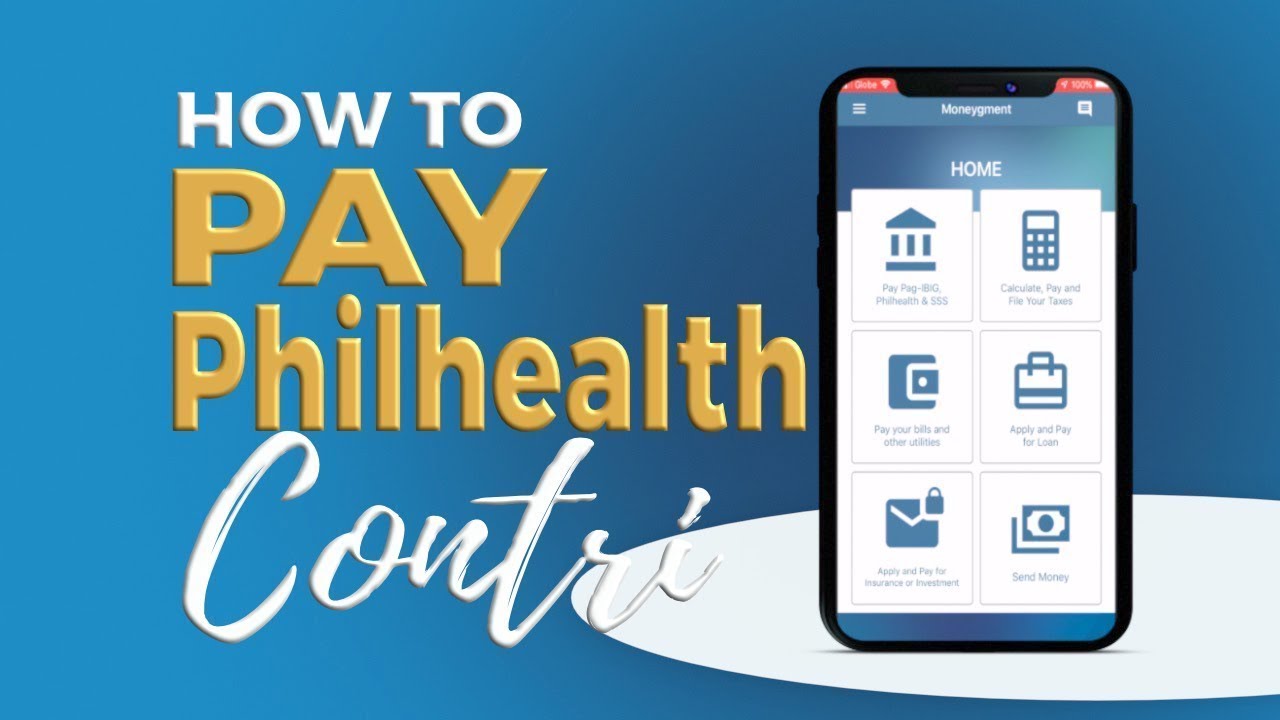 HOW TO
PAY
Philhealth
Contri
Globe 100%
Moneygment
HOME
Pay Pag-IBIG,
Philhealth & SSS
Calculate, Pay and
File Your Taxes
Pay your bills and
other utilities
Apply and Pay
for Loan
Apply and Pay for
Insurance or Investment
Send Money